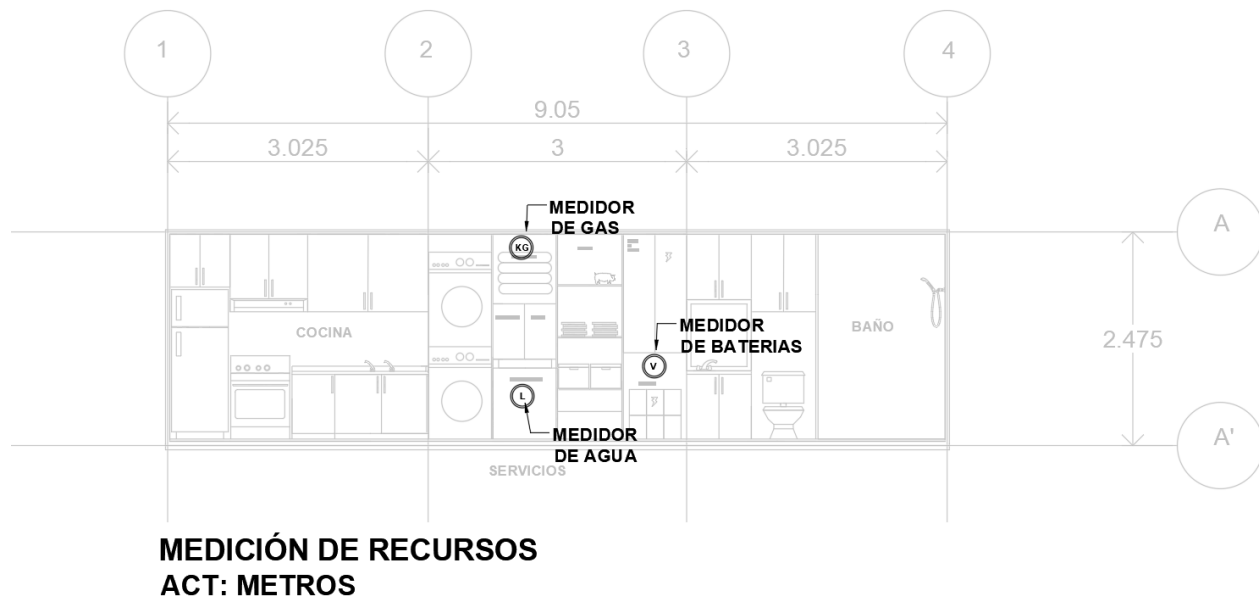 1 2 3 4
9.05
3.025 3 3.025
A
MEDIDOR
DE GAS
KG
COCINA
MEDIDOR
DE BATERIAS
BAÑO
2.475
V
L
MEDIDOR
DE AGUA
A'
SERVICIOS
MEDICIÓN DE RECURSOS
ACT: METROS